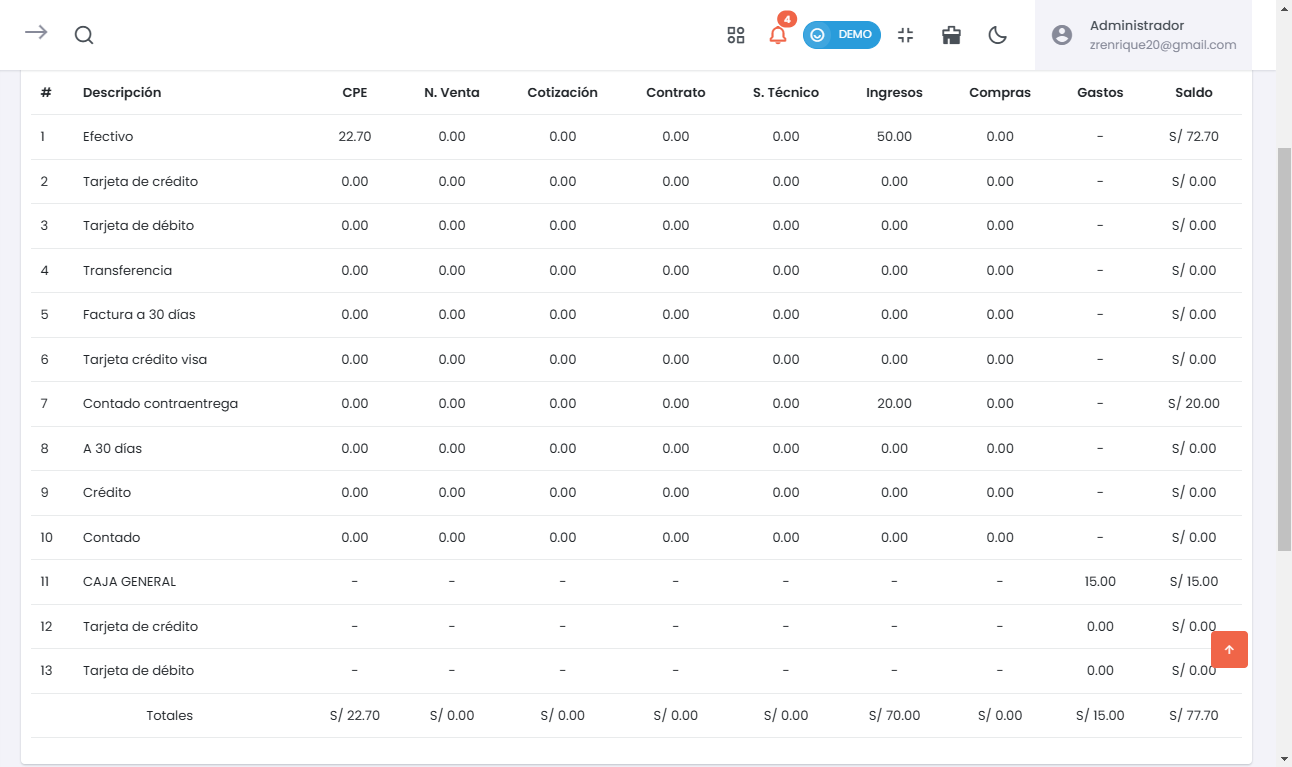 4
DEMO
Administrador
zrenrique20@gmail.com
# Descripción CPE N. Venta Cotización Contrato S. Técnico Ingresos Compras Gastos Saldo
1 Efectivo 22.70 0.00 0.00 0.00 0.00 50.00 0.00 - S/ 72.70
2 Tarjeta de crédito 0.00 0.00 0.00 0.00 0.00 0.00 0.00 - S/ 0.00
3 Tarjeta de débito 0.00 0.00 0.00 0.00 0.00 0.00 0.00 - S/ 0.00
4 Transferencia 0.00 0.00 0.00 0.00 0.00 0.00 0.00 - S/ 0.00
5 Factura a 30 días 0.00 0.00 0.00 0.00 0.00 0.00 0.00 - S/ 0.00
6 Tarjeta crédito visa 0.00 0.00 0.00 0.00 0.00 0.00 0.00 - S/ 0.00
7 Contado contraentrega 0.00 0.00 0.00 0.00 0.00 20.00 0.00 - S/ 20.00
8 A 30 días 0.00 0.00 0.00 0.00 0.00 0.00 0.00 - S/ 0.00
9 Crédito 0.00 0.00 0.00 0.00 0.00 0.00 0.00 - S/ 0.00
10 Contado 0.00 0.00 0.00 0.00 0.00 0.00 0.00 - S/ 0.00
11 CAJA GENERAL - - - - - - - 15.00 S/ 15.00
12 Tarjeta de crédito - - - - - - - 0.00 S/ 0.00
13 Tarjeta de débito - - - - - - - 0.00 S/ 0.00
Totales S/ 22.70 S/ 0.00 S/ 0.00 S/ 0.00 S/ 0.00 S/ 70.00 S/ 0.00 S/ 15.00 S/ 77.70